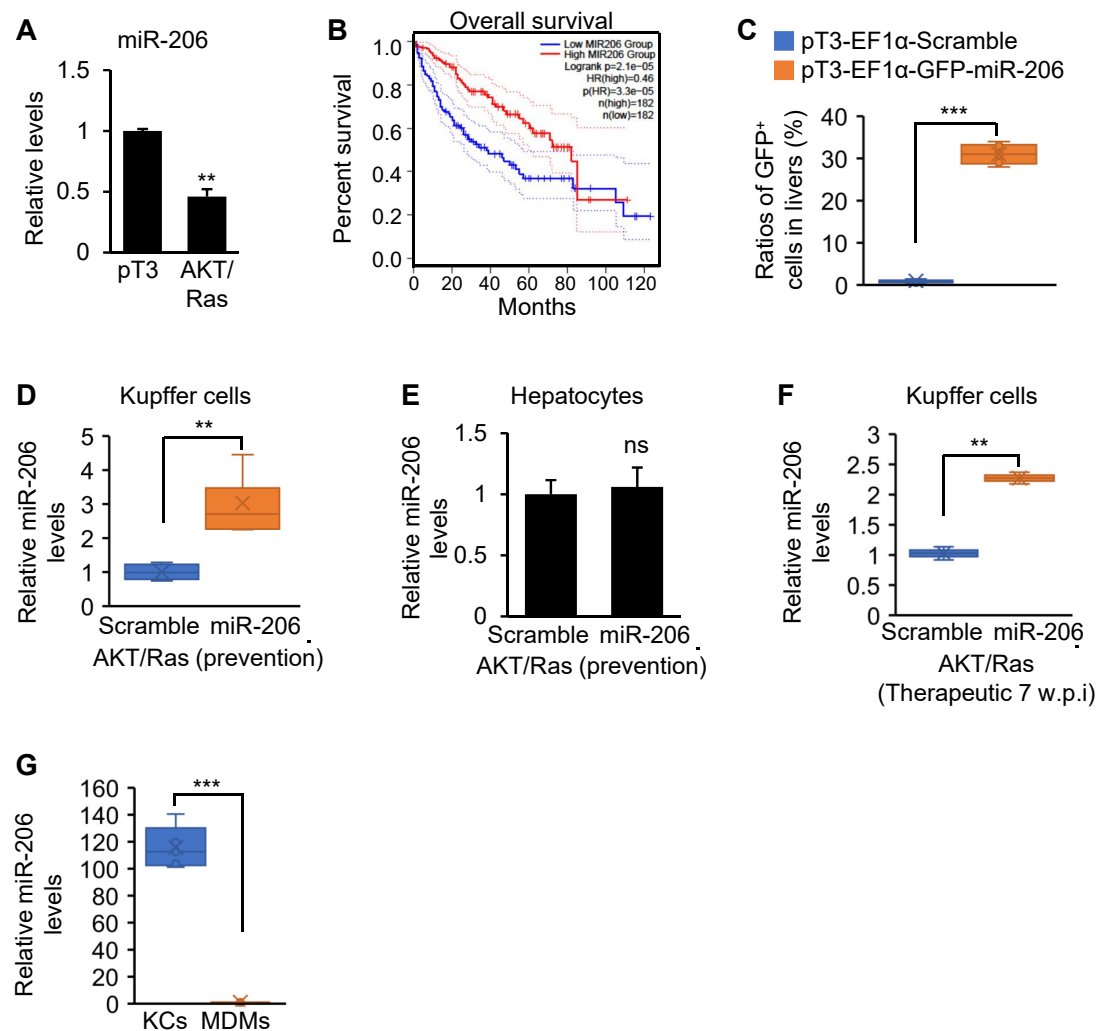 A
miR-206
Relative levels
1.5
1
0.5
0
**
pT3
AKT/
Ras
B
Overall survival
Percent survival
1.0
0.8
0.6
0.4
0.2
0.0
Low MIR206 Group
High MIR206 Group
Logrank p=2.1e-05
HR(high)=0.46
p(HR)=3.3e-05
n(high)=182
n(low)=182
0 20 40 60 80 100 120
Months
C
pT3-EF1α-Scramble
pT3-EF1α-GFP-miR-206
Ratios of GFP+
cells in livers (%)
40
30
20
10
0
***
D
Kupffer cells
Relative miR-206
levels
5
4
3
2
1
0
**
Scramble miR-206
AKT/Ras (prevention)
E
Hepatocytes
Relative miR-206
levels
1.5
1
0.5
0
ns
Scramble miR-206
AKT/Ras (prevention)
F
Kupffer cells
Relative miR-206
levels
3
2.5
2
1.5
1
0.5
0
**
Scramble miR-206
AKT/Ras
(Therapeutic 7 w.p.i)
G
Relative miR-206
levels
160
140
120
100
80
60
40
20
0
***
KCs MDMs